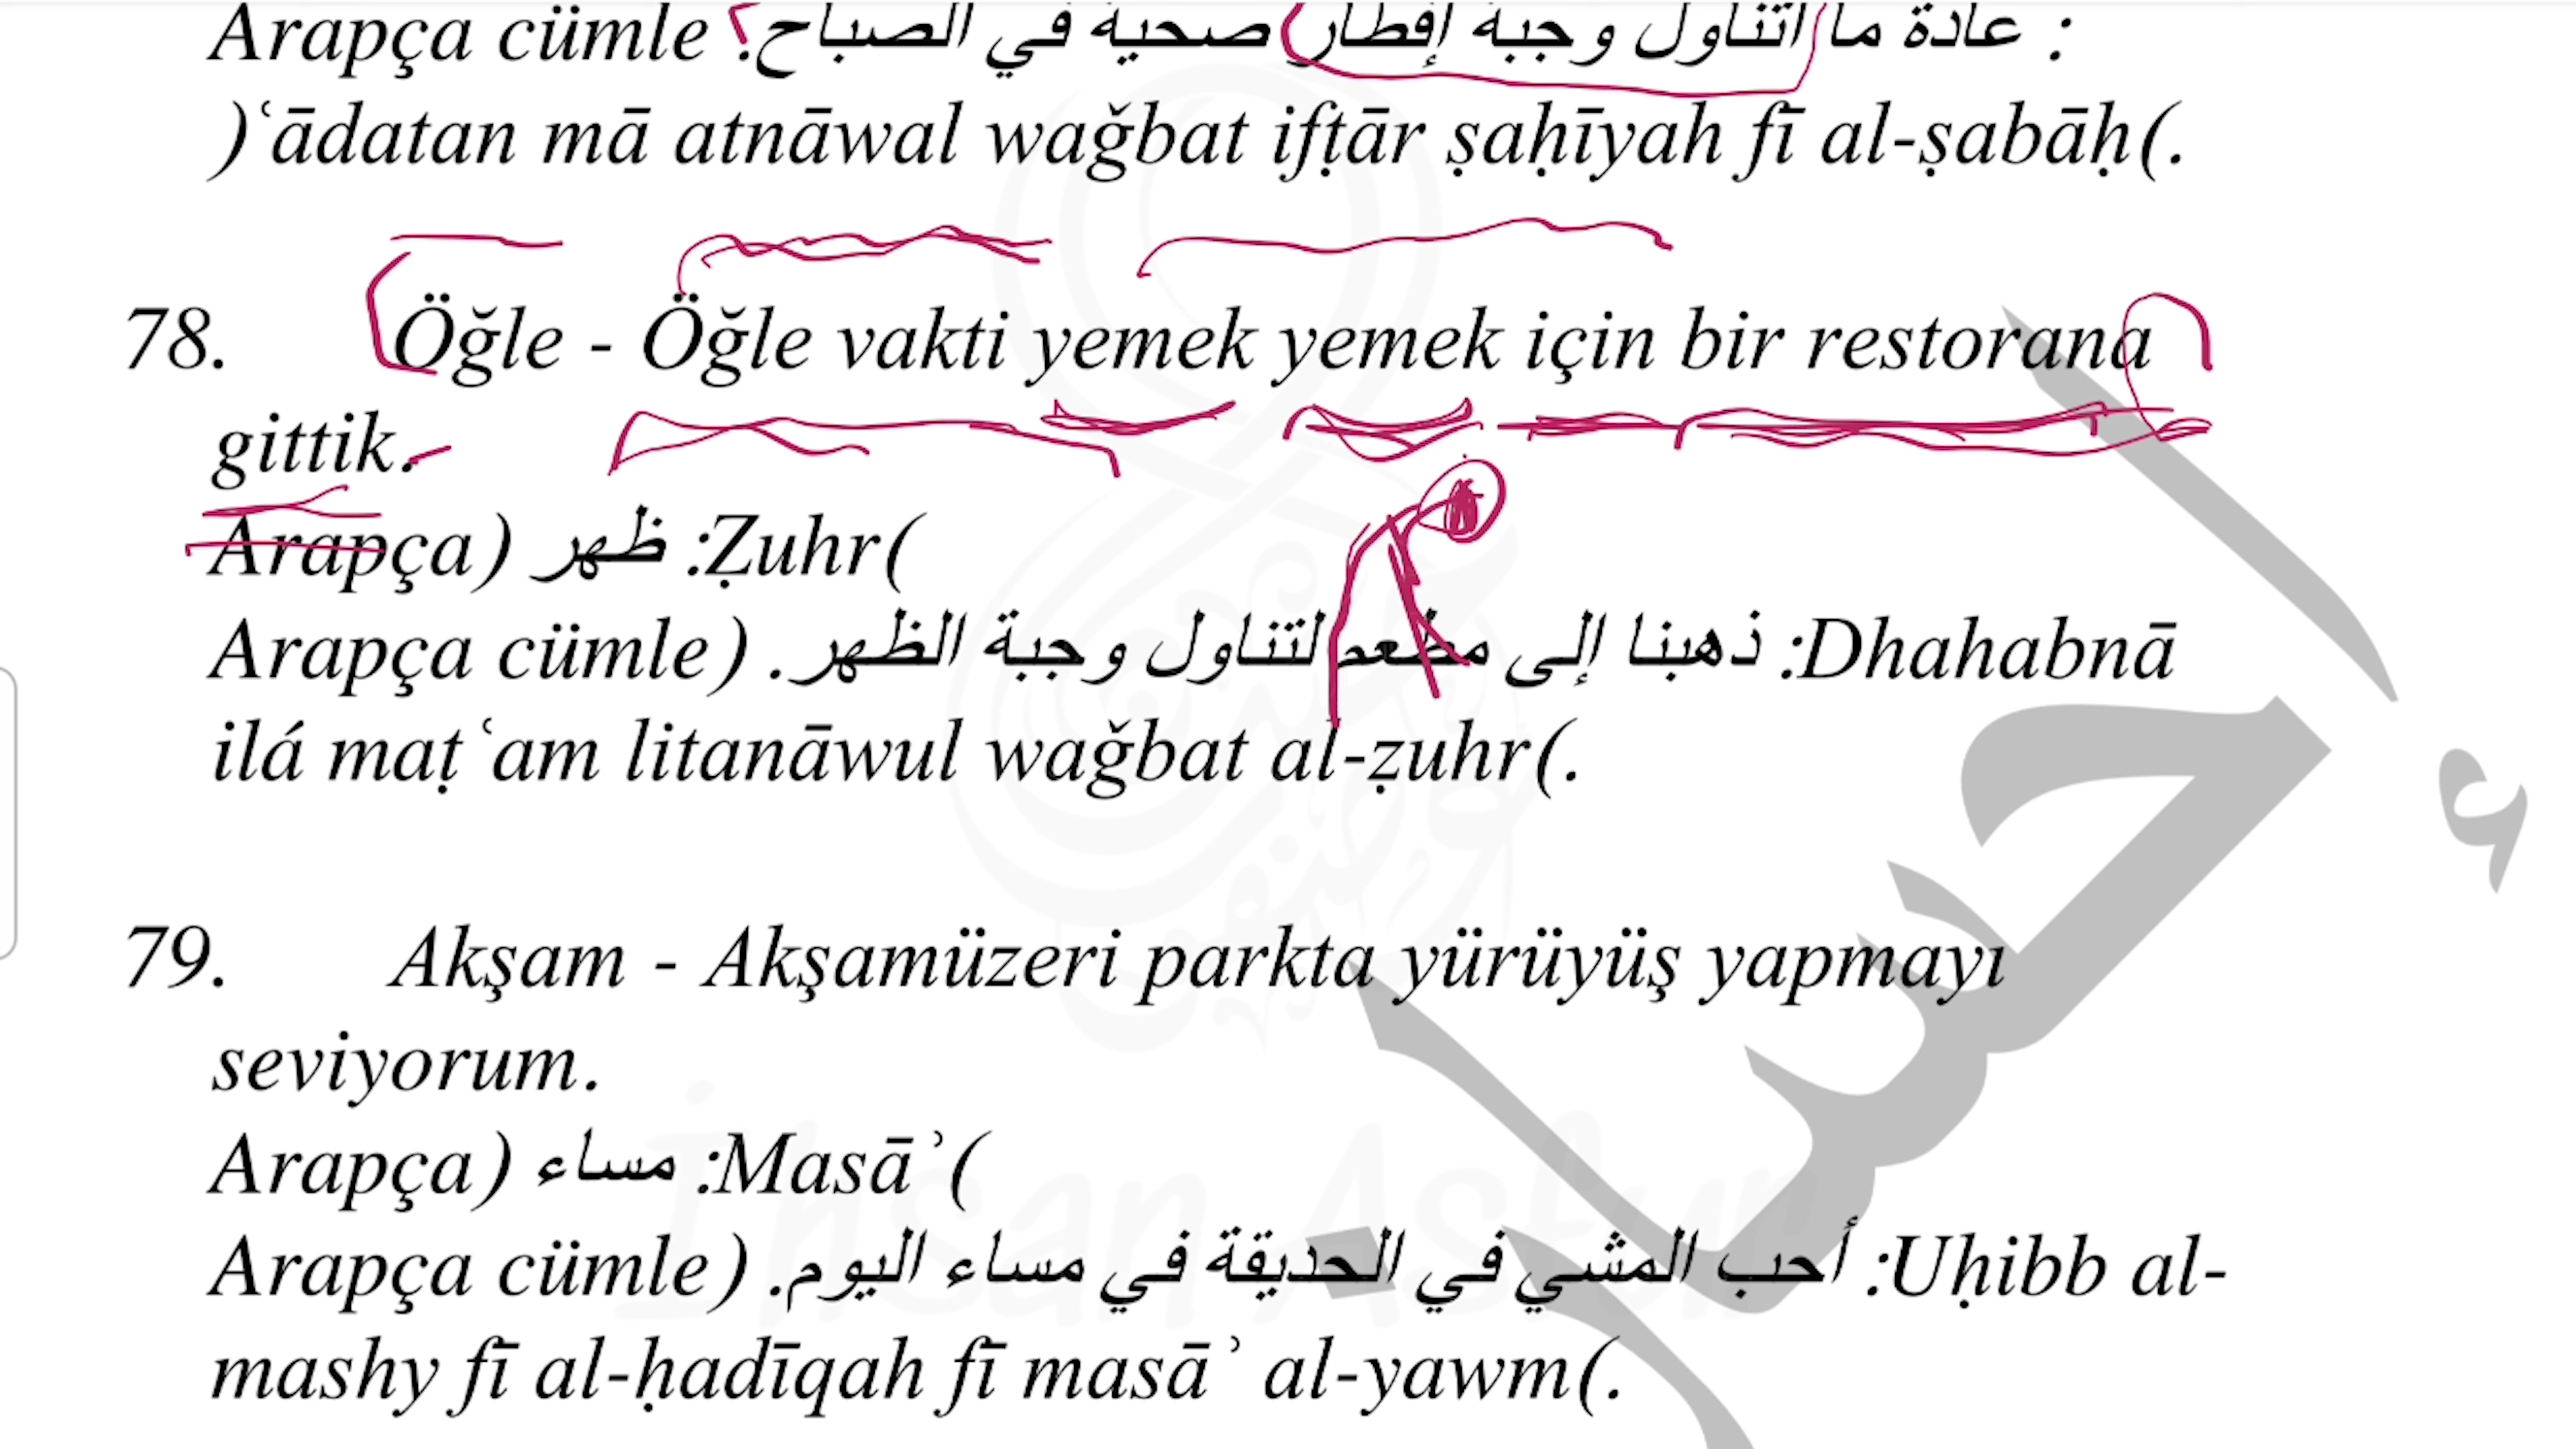 Arapça cümle : عادة ما اتناول وجبة إفطار صحية في الصباح؟
)ʿādatan mā atnāwal wağbat ifṭār ṣaḥīyah fī al-ṣabāḥ(.
78. Öğle - Öğle vakti yemek yemek için bir restorana
gittik.
Arapça) ظهر :Ẓuhr(
Arapça cümle) ذهبنا إلى مطعم لتناول وجبة الظهر. :Dhahabnā
ilá maṭʿam litanāwul wağbat al-ẓuhr(.
79. Akşam - Akşamüzeri parkta yürüyüş yapmayı
seviyorum.
Arapça) مساء :Masāʾ(
Arapça cümle) أحب المشي في الحديقة في مساء اليوم. :Uḥibb al-
mashy fī al-ḥadīqah fī masāʾ al-yawm(.
İhsan Astun